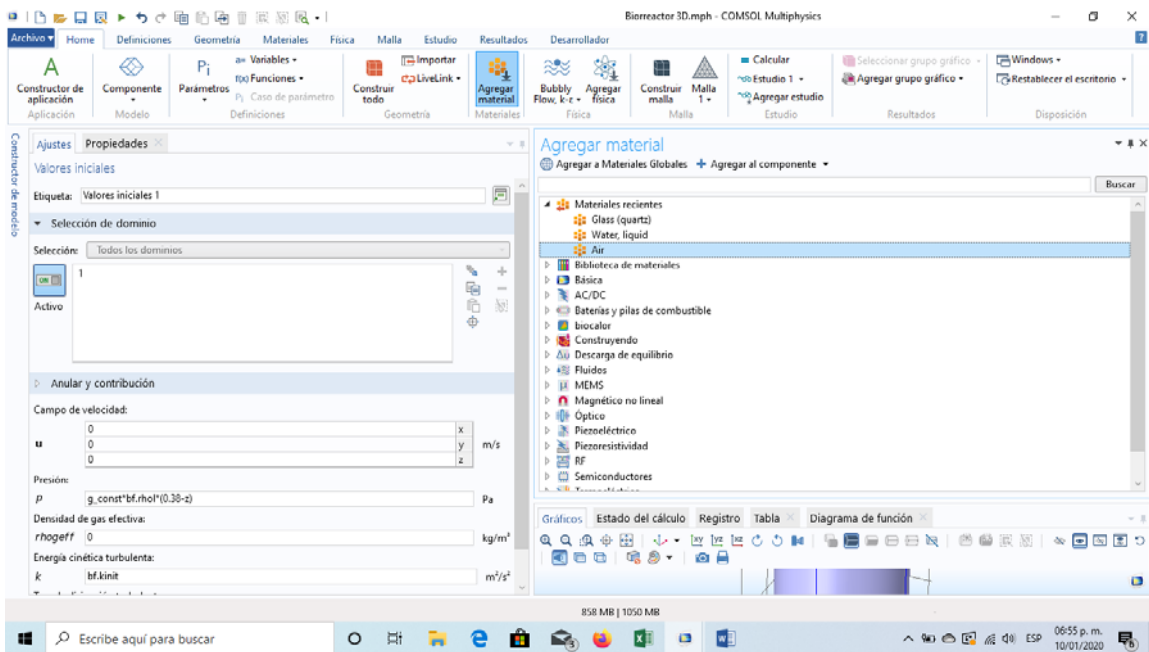 Biorreactor 3D.mph - COMSOL Multiphysics
Archivo Home Definiciones Geometría Materiales Física Malla Estudio Resultados Desarrollador
Constructor de aplicación
Componente
Parámetros
a= Variables
f(x) Funciones
Pi Caso de parámetro
Construir todo
Importar
LiveLink
Agregar material
Bubbly Flow, k-ε
Agregar física
Construir malla
Malla 1
Calcular
Estudio 1
Agregar estudio
Seleccionar grupo gráfico
Agregar grupo gráfico
Windows
Restablecer el escritorio
Aplicación Modelo Definiciones Geometría Materiales Física Malla Estudio Resultados Disposición
Constructor de modelo
Ajustes Propiedades
Valores iniciales
Etiqueta: Valores iniciales 1
Selección de dominio
Selección: Todos los dominios
ON
Activo
1
Anular y contribución
Campo de velocidad:
u
0 x
0 y m/s
0 z
Presión:
p g_const*bf.rhol*(0.38-z) Pa
Densidad de gas efectiva:
rhogeff 0 kg/m³
Energía cinética turbulenta:
k bf.kinit m²/s²
Agregar material
Agregar a Materiales Globales Agregar al componente
Buscar
Materiales recientes
Glass (quartz)
Water, liquid
Air
Biblioteca de materiales
Básica
AC/DC
Baterías y pilas de combustible
biocalor
Construyendo
Descarga de equilibrio
Fluidos
MEMS
Magnético no lineal
Óptico
Piezoeléctrico
Piezoresistividad
RF
Semiconductores
Gráficos Estado del cálculo Registro Tabla Diagrama de función
858 MB | 1050 MB
Escribe aquí para buscar
ESP
06:55 p. m.
10/01/2020